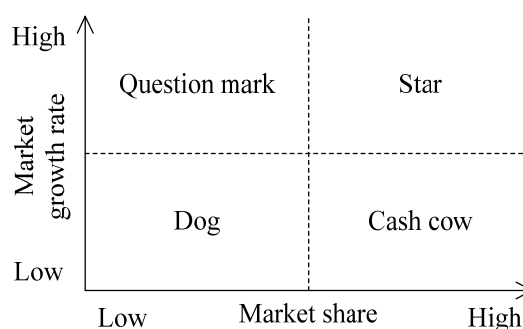 High
Question mark
Star
Market
growth rate
Dog
Cash cow
Low
Low
Market share
High